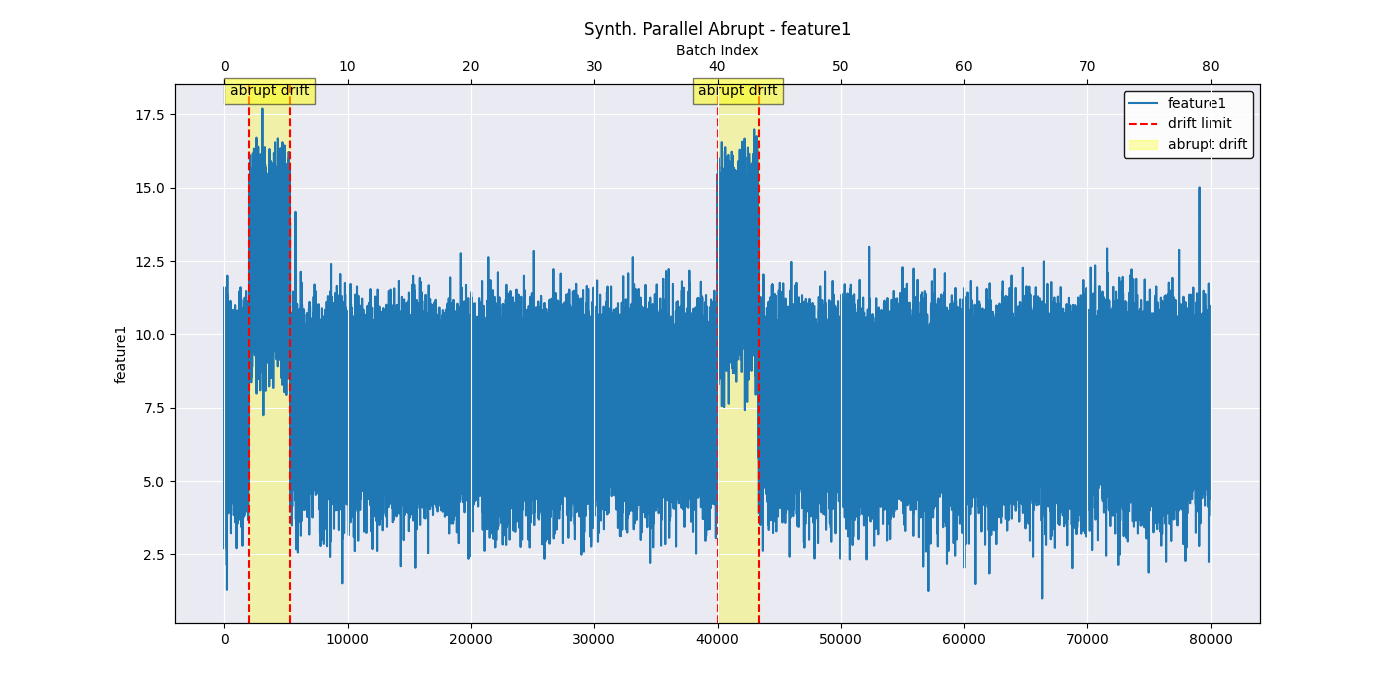 Synth. Parallel Abrupt - feature1
Batch Index
0 10 20 30 40 50 60 70 80
abrupt drift abrupt drift
feature1
drift limit
abrupt drift
17.5
15.0
12.5
10.0
7.5
5.0
2.5
feature1
0 10000 20000 30000 40000 50000 60000 70000 80000